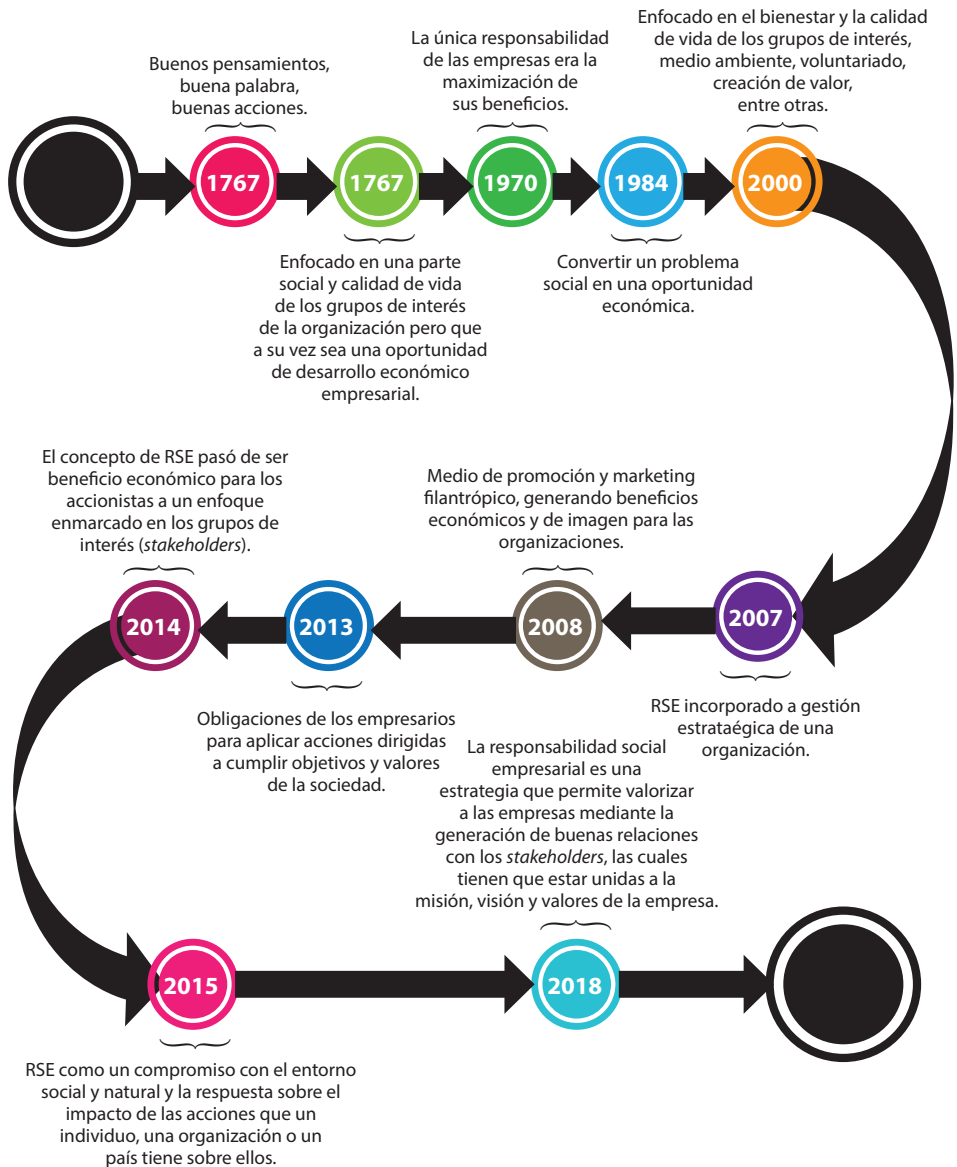 Buenos pensamientos,
buena palabra,
buenas acciones.
1767
1767
Enfocado en una parte
social y calidad de vida
de los grupos de interés
de la organización pero que
a su vez sea una oportunidad
de desarrollo económico
empresarial.
La única responsabilidad
de las empresas era la
maximización de
sus beneficios.
1970
1984
Convertir un problema
social en una oportunidad
económica.
Enfocado en el bienestar y la calidad
de vida de los grupos de interés,
medio ambiente, voluntariado,
creación de valor,
entre otras.
2000
2007
RSE incorporado a gestión
estrataégica de una
organización.
Medio de promoción y marketing
filantrópico, generando beneficios
económicos y de imagen para las
organizaciones.
2008
2013
Obligaciones de los empresarios
para aplicar acciones dirigidas
a cumplir objetivos y valores
de la sociedad.
El concepto de RSE pasó de ser
beneficio económico para los
accionistas a un enfoque
enmarcado en los grupos de
interés (stakeholders).
2014
2015
RSE como un compromiso con el entorno
social y natural y la respuesta sobre el
impacto de las acciones que un
individuo, una organización o un
país tiene sobre ellos.
La responsabilidad social
empresarial es una
estrategia que permite valorizar
a las empresas mediante la
generación de buenas relaciones
con los stakeholders, las cuales
tienen que estar unidas a la
misión, visión y valores de la empresa.
2018